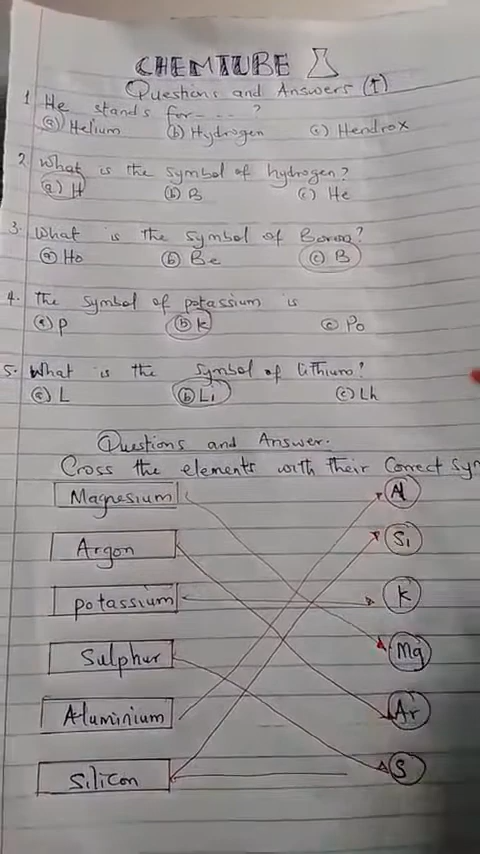 CHEMTUBE
Questions and Answers (1)
1 He stands for - - - - ?
(a) Helium (b) Hydrogen (c) Hendrox
2. What is the symbol of hydrogen?
(a) H (b) B (c) He
3. What is the symbol of Boron?
(a) Ho (b) Be (c) B
4. The symbol of potassium is
(a) p (b) K (c) Po
5. What is the symbol of Lithium?
(a) L (b) Li (c) Lh
Questions and Answer.
Cross the elements with their Correct Sym
Magnesium Al
Argon Si
potassium K
Sulphur Mg
Aluminium Ar
Silicon S